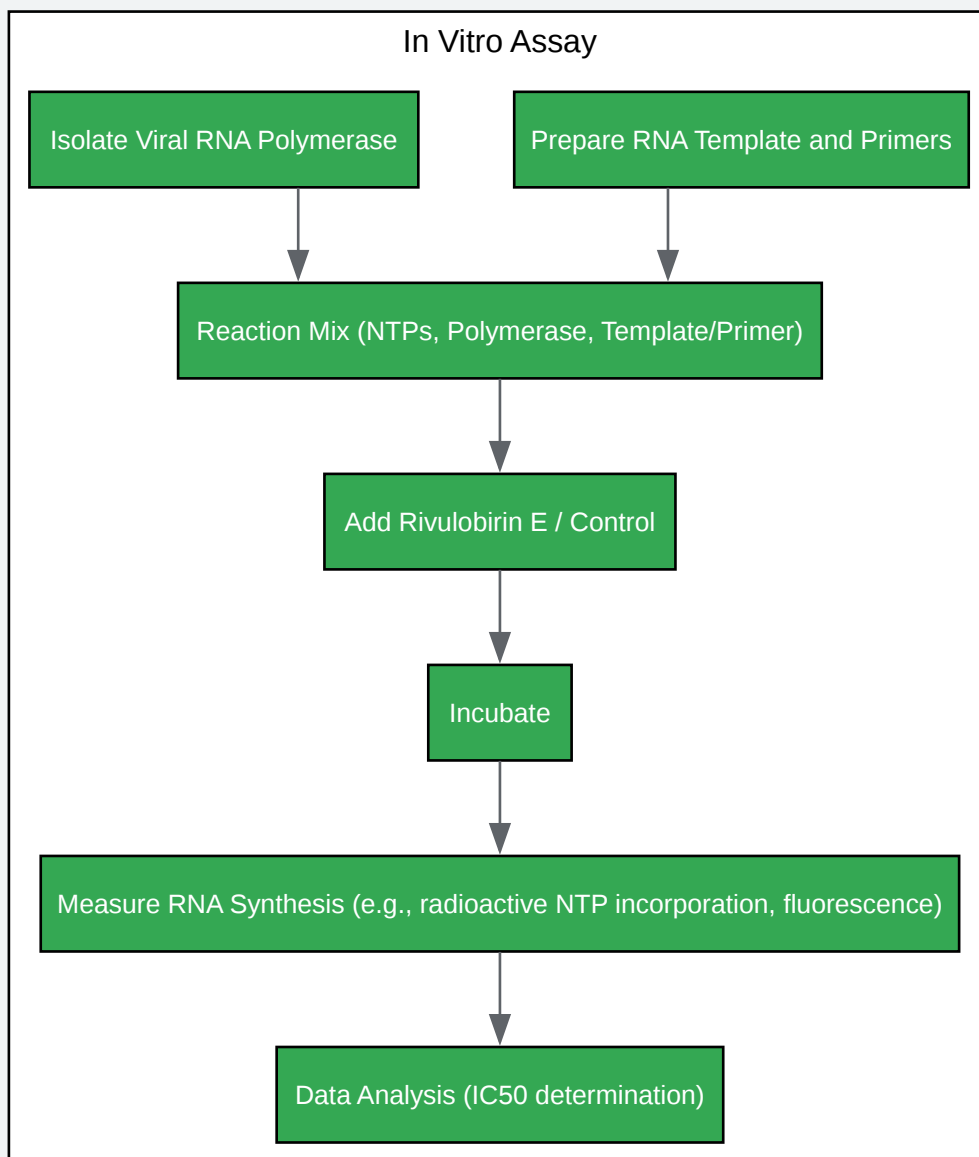 In Vitro Assay
Isolate Viral RNA Polymerase
Prepare RNA Template and Primers
Reaction Mix (NTPs, Polymerase, Template/Primer)
Add Rivulobirin E / Control
Incubate
Measure RNA Synthesis (e.g., radioactive NTP incorporation, fluorescence)
Data Analysis (IC50 determination)